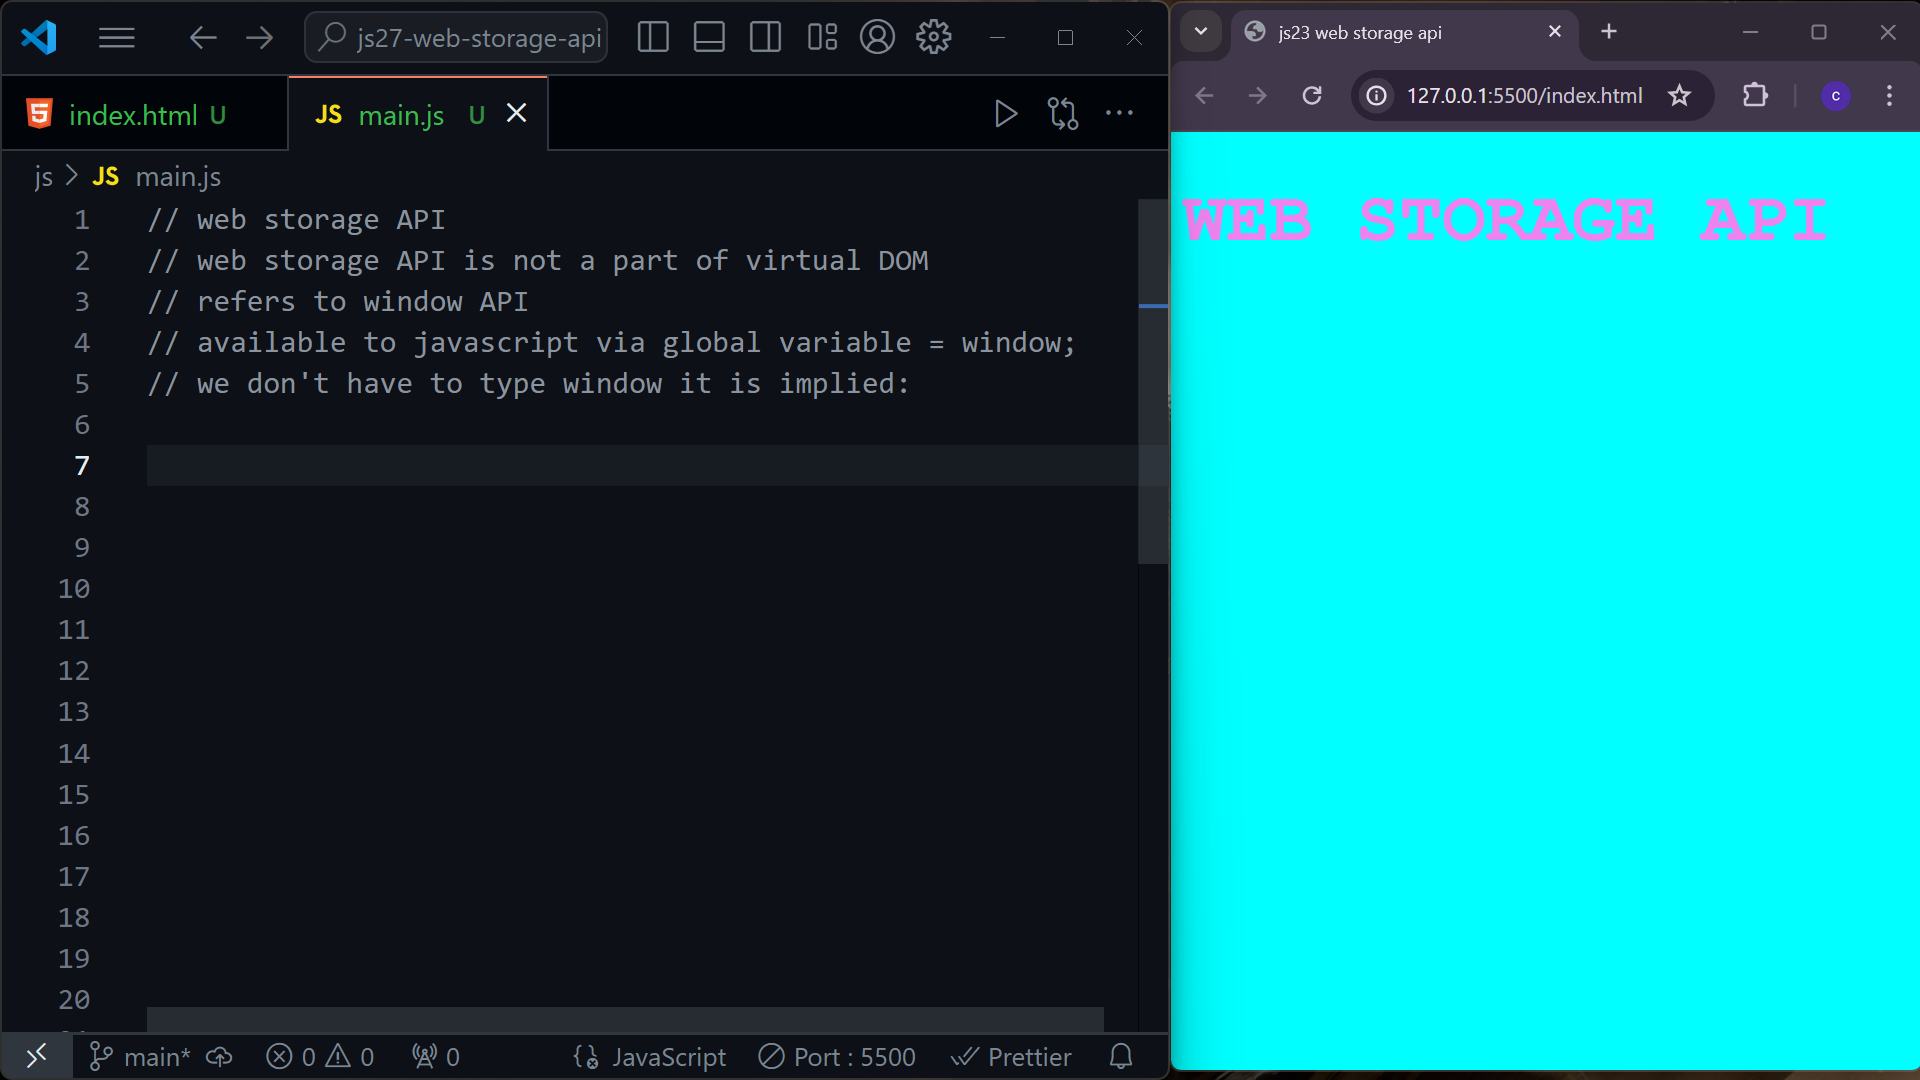 js27-web-storage-api
index.html U
JS main.js U
js > JS main.js
1 // web storage API
2 // web storage API is not a part of virtual DOM
3 // refers to window API
4 // available to javascript via global variable = window;
5 // we don't have to type window it is implied:
6
7
8
9
10
11
12
13
14
15
16
17
18
19
20
main* 0 0 0 JavaScript Port : 5500 Prettier
js23 web storage api
127.0.0.1:5500/index.html c
WEB STORAGE API